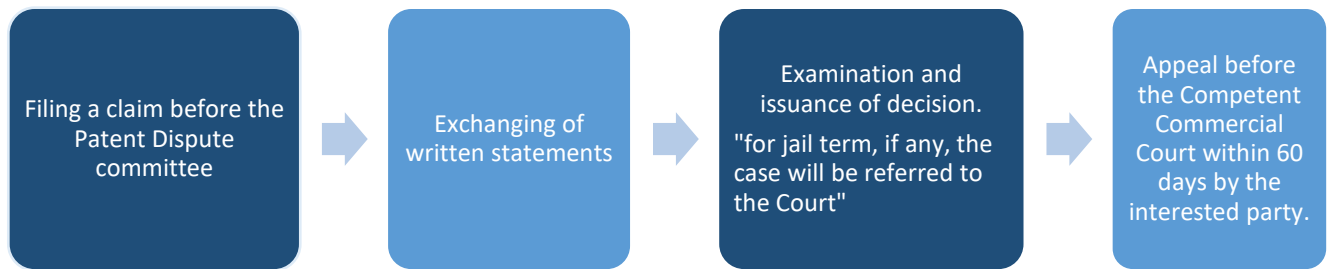 Filing a claim before the
Patent Dispute
committee
Exchanging of
written statements
Examination and
issuance of decision.
"for jail term, if any, the
case will be referred to
the Court"
Appeal before
the Competent
Commercial
Court within 60
days by the
interested party.